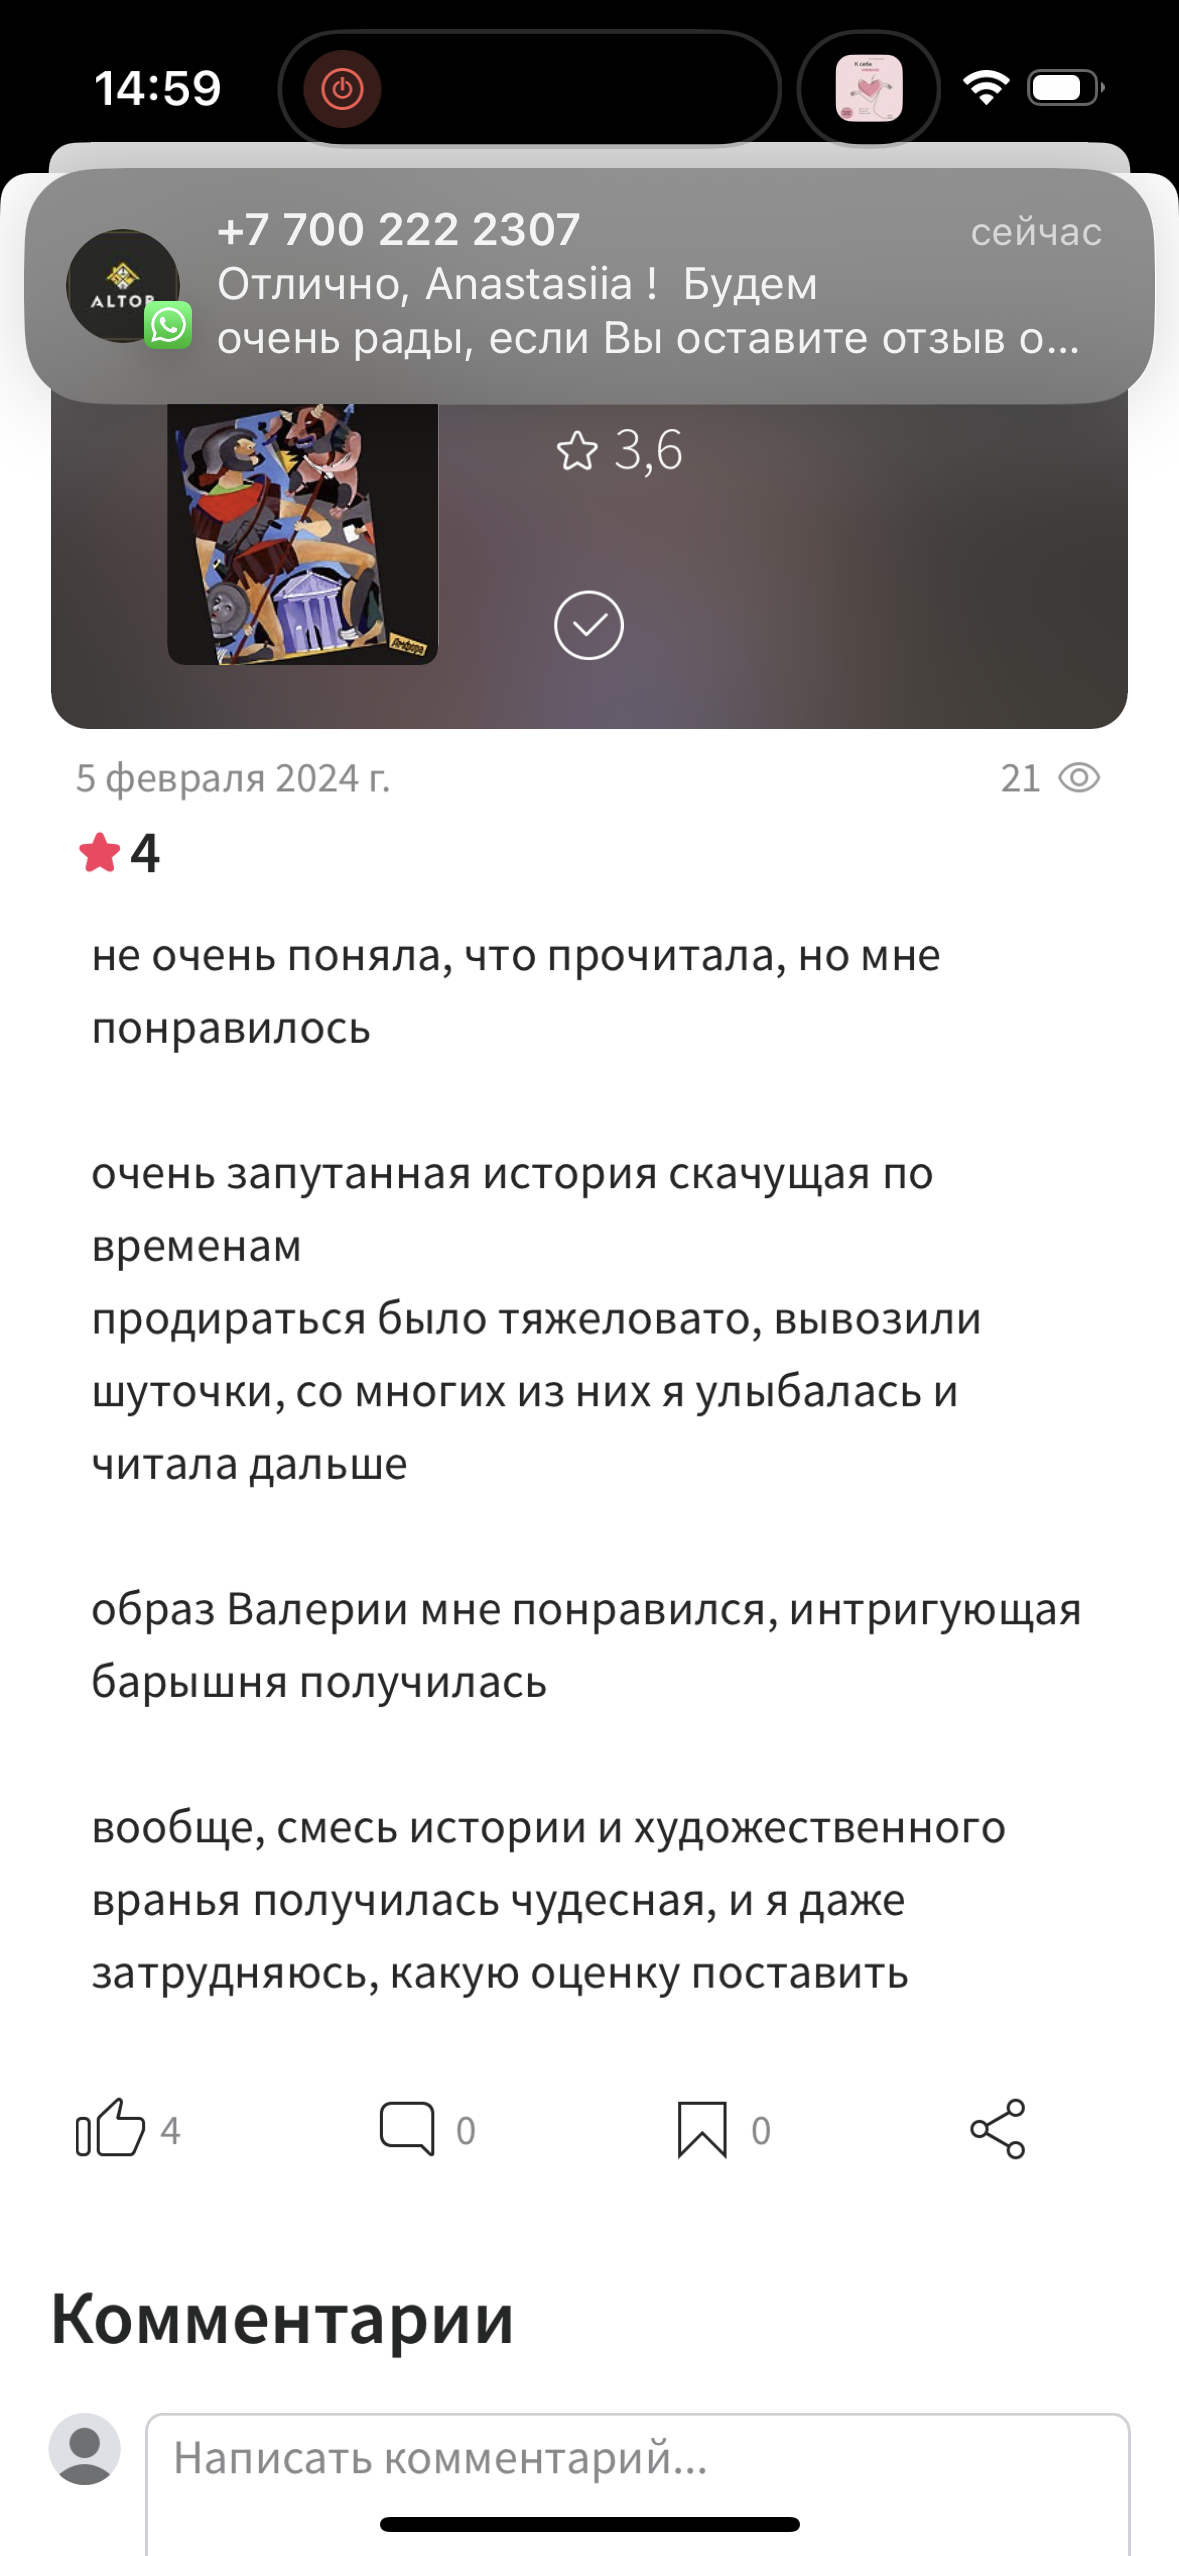 14:59
К себе
+7 700 222 2307
сейчас
ALTOR
Отлично, Anastasiia ! Будем
очень рады, если Вы оставите отзыв о...
3,6
Амфора
5 февраля 2024 г.
21
4
не очень поняла, что прочитала, но мне
понравилось
очень запутанная история скачущая по
временам
продираться было тяжеловато, вывозили
шуточки, со многих из них я улыбалась и
читала дальше
образ Валерии мне понравился, интригующая
барышня получилась
вообще, смесь истории и художественного
вранья получилась чудесная, и я даже
затрудняюсь, какую оценку поставить
4
0
0
Комментарии
Написать комментарий...